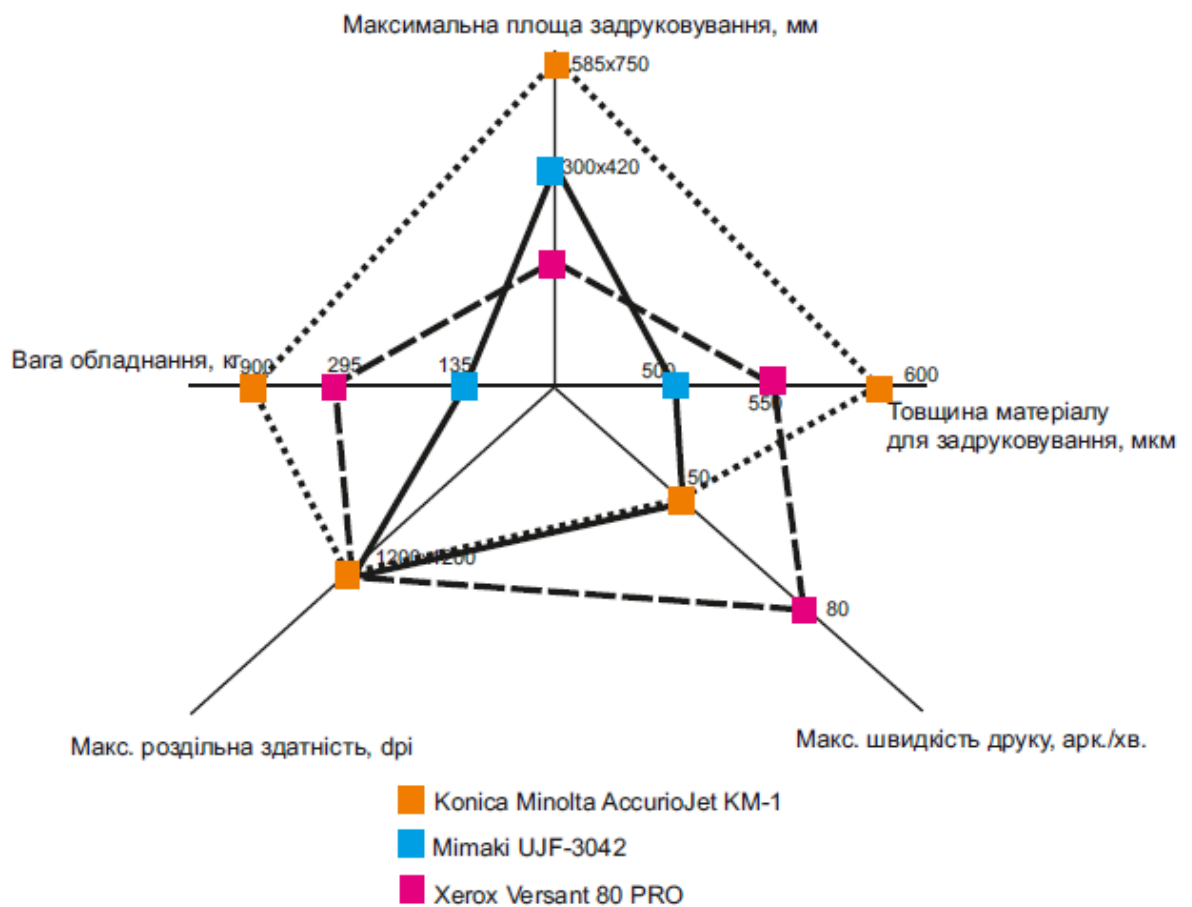 Максимальна площа задруковування, мм
585x750
300x420
Вага обладнання, кг
900
295
135
500
550
600
Товщина матеріалу
для задруковування, мкм
50
1200x1200
80
Макс. роздільна здатність, dpi
Макс. швидкість друку, арк./хв.
Konica Minolta AccurioJet KM-1
Mimaki UJF-3042
Xerox Versant 80 PRO